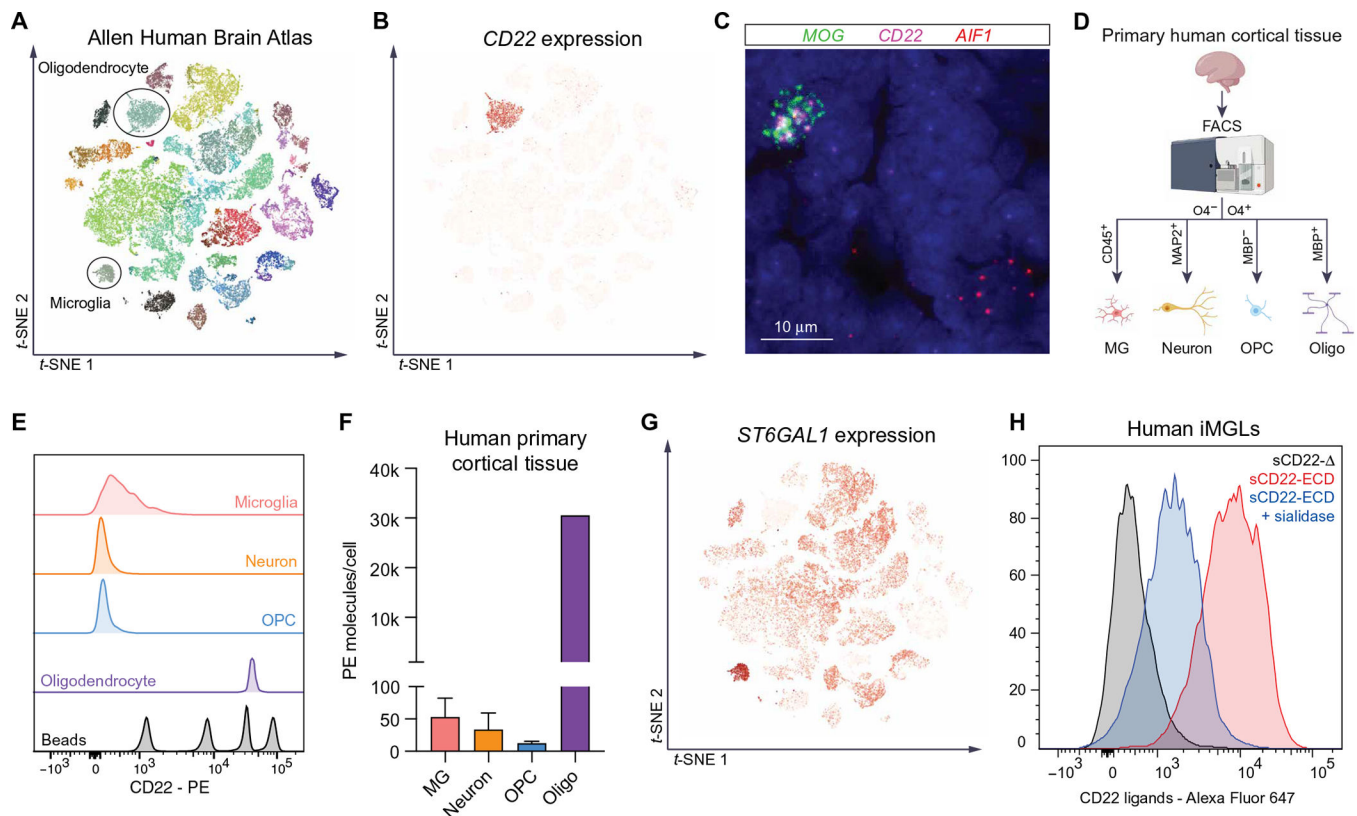 A
Allen Human Brain Atlas
Oligodendrocyte
Microglia
t-SNE 2
t-SNE 1
B
CD22 expression
t-SNE 2
t-SNE 1
C
MOG CD22 AIF1
10 μm
D
Primary human cortical tissue
FACS
O4⁻ O4⁺
CD45⁺
MAP2⁺
MBP⁻
MBP⁺
MG Neuron OPC Oligo
E
Microglia
Neuron
OPC
Oligodendrocyte
Beads
−10³ 0 10³ 10⁴ 10⁵
CD22 - PE
F
Human primary
cortical tissue
PE molecules/cell
40k
30k
20k
10k
100
50
0
MG
Neuron
OPC
Oligo
G
ST6GAL1 expression
t-SNE 2
t-SNE 1
H
Human iMGLs
sCD22-Δ
sCD22-ECD
sCD22-ECD
+ sialidase
100
80
60
40
20
0
−10³ 0 10³ 10⁴ 10⁵
CD22 ligands - Alexa Fluor 647